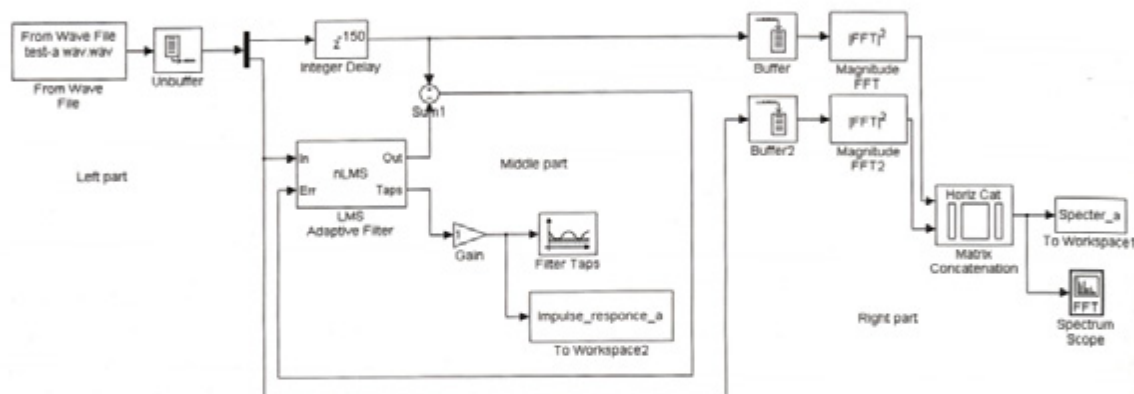 From Wave File
test-a wav.wav
From Wave
File
Unbuffer
z-150
Integer Delay
Sum1
Left part
In
Err
nLMS
Out
Taps
LMS
Adaptive Filter
Middle part
1
Gain
Filter Taps
Impulse_responce_a
To Workspace2
Buffer
|FFT|2
Magnitude
FFT
Buffer2
|FFT|2
Magnitude
FFT2
Horiz Cat
Matrix
Concatenation
Specter_a
To Workspace1
FFT
Spectrum
Scope
Right part